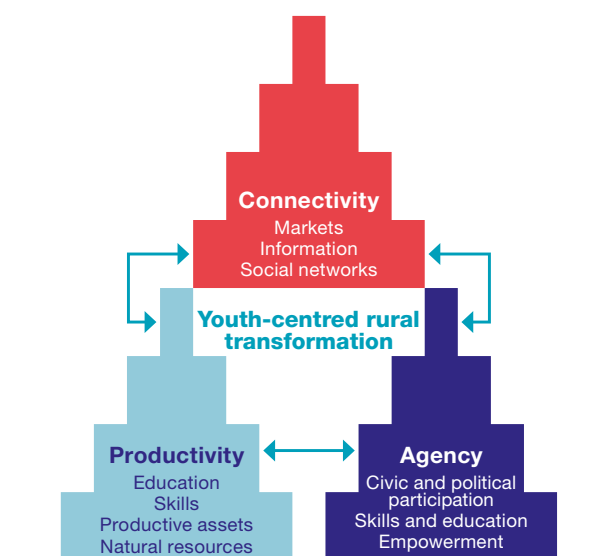 Connectivity
Markets
Information
Social networks
Youth-centred rural
transformation
Productivity
Education
Skills
Productive assets
Natural resources
Agency
Civic and political
participation
Skills and education
Empowerment